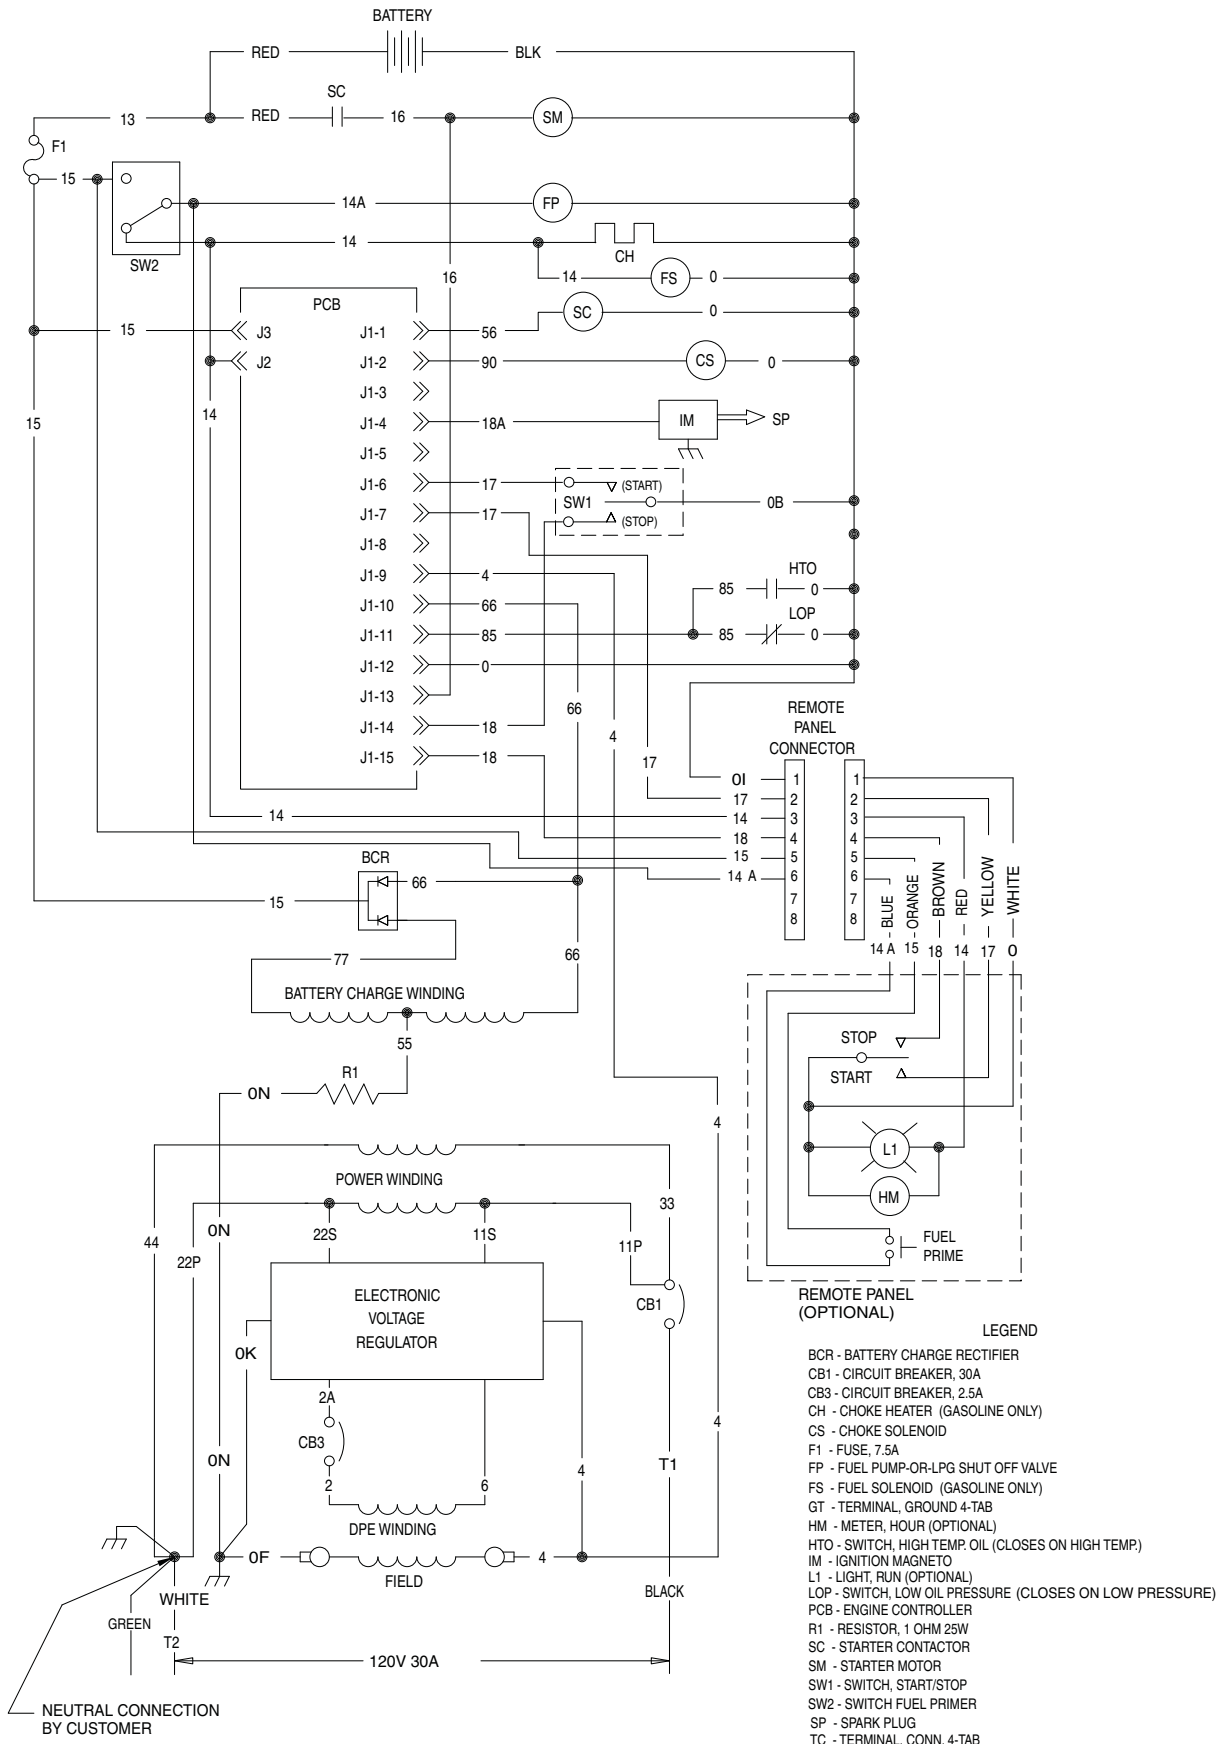 BATTERY
RED
BLK
SC
13
RED
16
SM
F1
15
14A
FP
14
CH
SW2
16
14
FS
0
PCB
SC
0
15
J3
J1-1
56
J2
J1-2
90
CS
0
J1-3
14
15
J1-4
18A
IM
SP
J1-5
J1-6
17
(START)
SW1
0B
J1-7
17
(STOP)
J1-8
HTO
J1-9
4
85
0
J1-10
66
LOP
J1-11
85
85
0
J1-12
0
J1-13
66
REMOTE
PANEL
CONNECTOR
J1-14
18
4
J1-15
18
17
0I
1
1
17
2
2
14
14
3
3
18
4
4
15
5
5
14 A
6
6
7
7
8
8
BCR
66
15
BLUE
ORANGE
BROWN
RED
YELLOW
WHITE
14 A
15
18
14
17
0
77
66
BATTERY CHARGE WINDING
55
STOP
START
R1
0N
4
L1
POWER WINDING
HM
33
0N
44
22P
22S
11S
11P
FUEL
PRIME
ELECTRONIC
VOLTAGE
REGULATOR
CB1
REMOTE PANEL
(OPTIONAL)
0K
2A
CB3
4
0N
T1
2
6
4
DPE WINDING
0F
FIELD
4
WHITE
BLACK
GREEN
T2
120V 30A
NEUTRAL CONNECTION
BY CUSTOMER
LEGEND
BCR - BATTERY CHARGE RECTIFIER
CB1 - CIRCUIT BREAKER, 30A
CB3 - CIRCUIT BREAKER, 2.5A
CH - CHOKE HEATER (GASOLINE ONLY)
CS - CHOKE SOLENOID
F1 - FUSE, 7.5A
FP - FUEL PUMP-OR-LPG SHUT OFF VALVE
FS - FUEL SOLENOID (GASOLINE ONLY)
GT - TERMINAL, GROUND 4-TAB
HM - METER, HOUR (OPTIONAL)
HTO - SWITCH, HIGH TEMP. OIL (CLOSES ON HIGH TEMP.)
IM - IGNITION MAGNETO
L1 - LIGHT, RUN (OPTIONAL)
LOP - SWITCH, LOW OIL PRESSURE (CLOSES ON LOW PRESSURE)
PCB - ENGINE CONTROLLER
R1 - RESISTOR, 1 OHM 25W
SC - STARTER CONTACTOR
SM - STARTER MOTOR
SW1 - SWITCH, START/STOP
SW2 - SWITCH FUEL PRIMER
SP - SPARK PLUG
TC - TERMINAL, CONN. 4-TAB